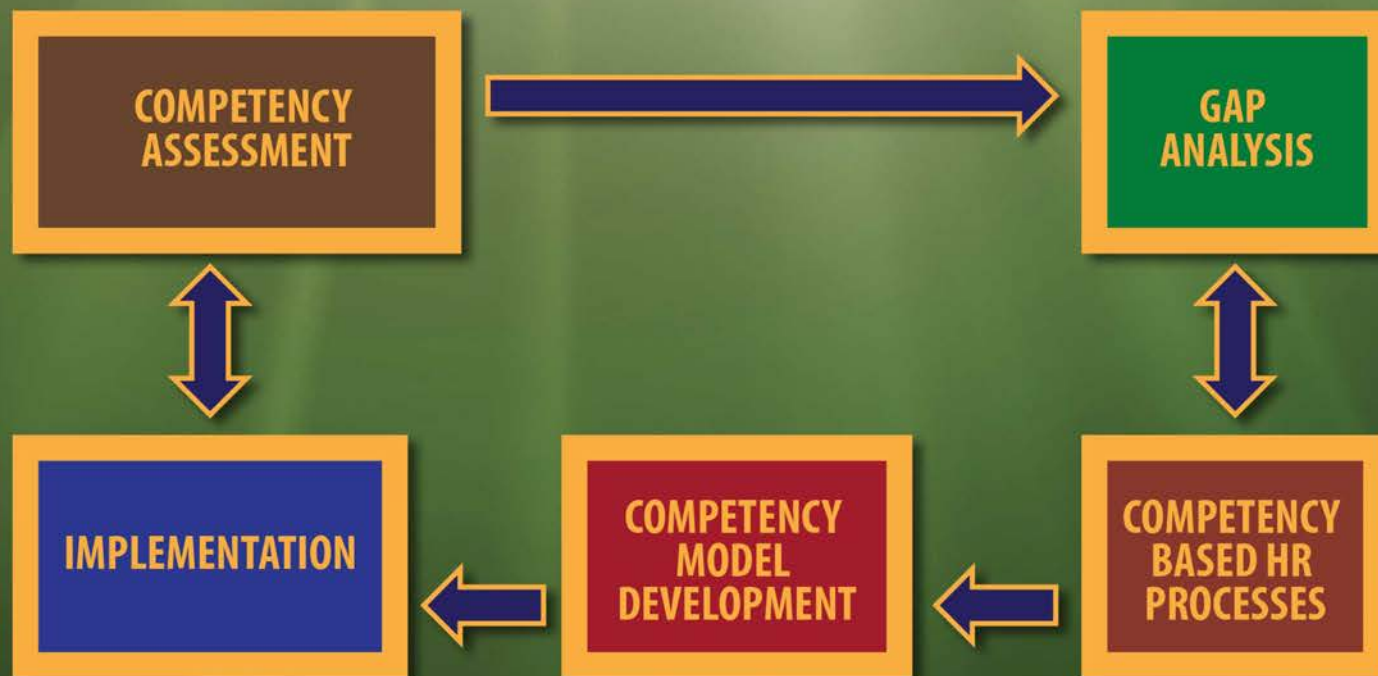 COMPETENCY
ASSESSMENT
GAP
ANALYSIS
IMPLEMENTATION
COMPETENCY
MODEL
DEVELOPMENT
COMPETENCY
BASED HR
PROCESSES